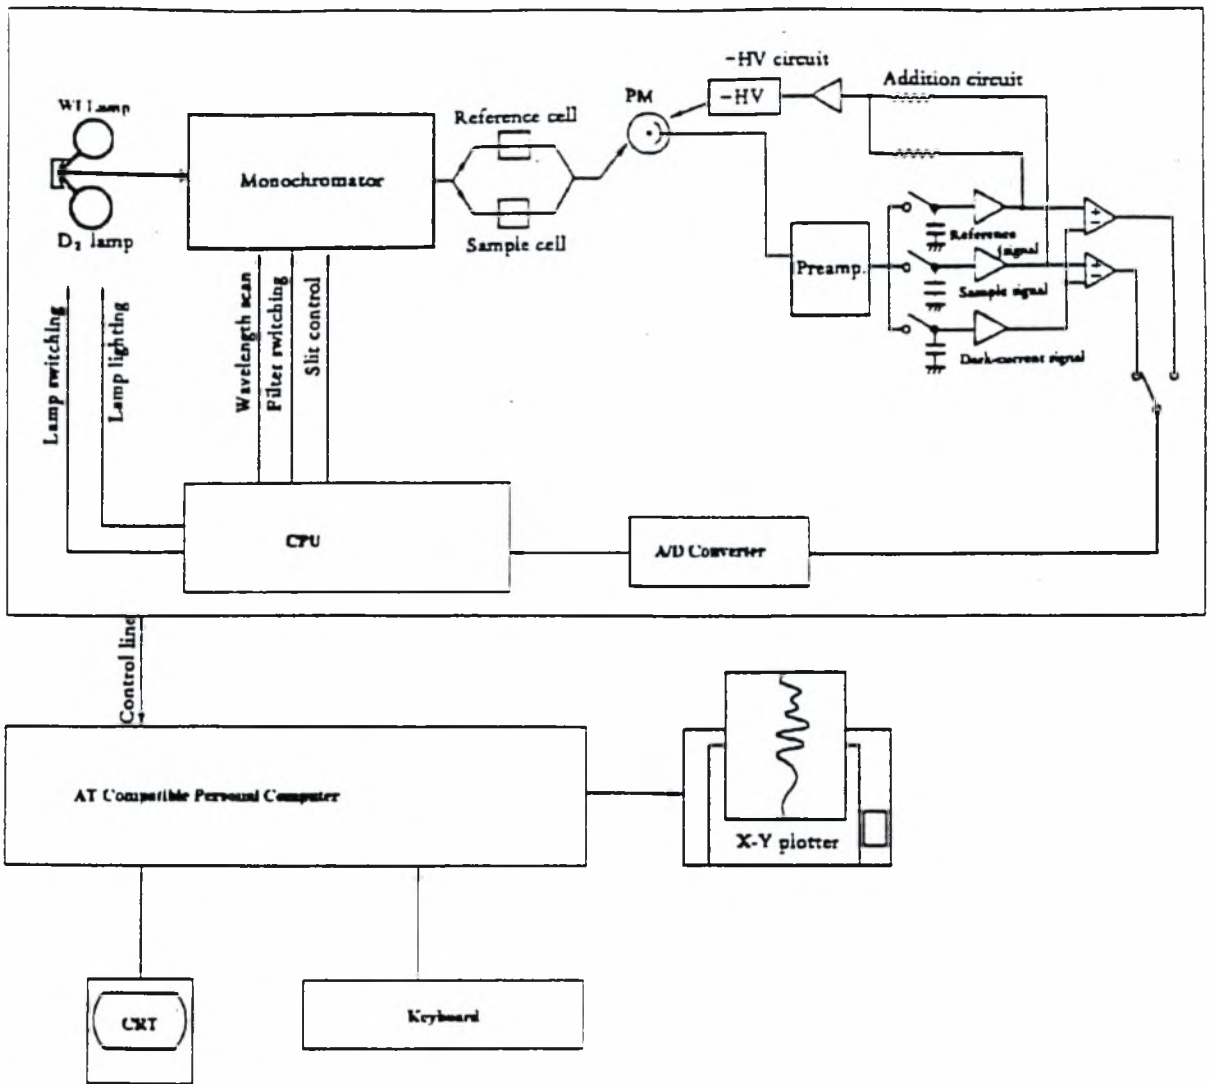 -HV circuit
Addition circuit
PM
-HV
WI Lamp
Reference cell
Monochromator
Sample cell
D₂ lamp
Preamp.
Reference signal
Sample signal
Dark-current signal
Lamp switching
Lamp lighting
Wavelength scan
Filter switching
Slit control
CPU
A/D Converter
Control line
AT Compatible Personal Computer
X-Y plotter
CRT
Keyboard